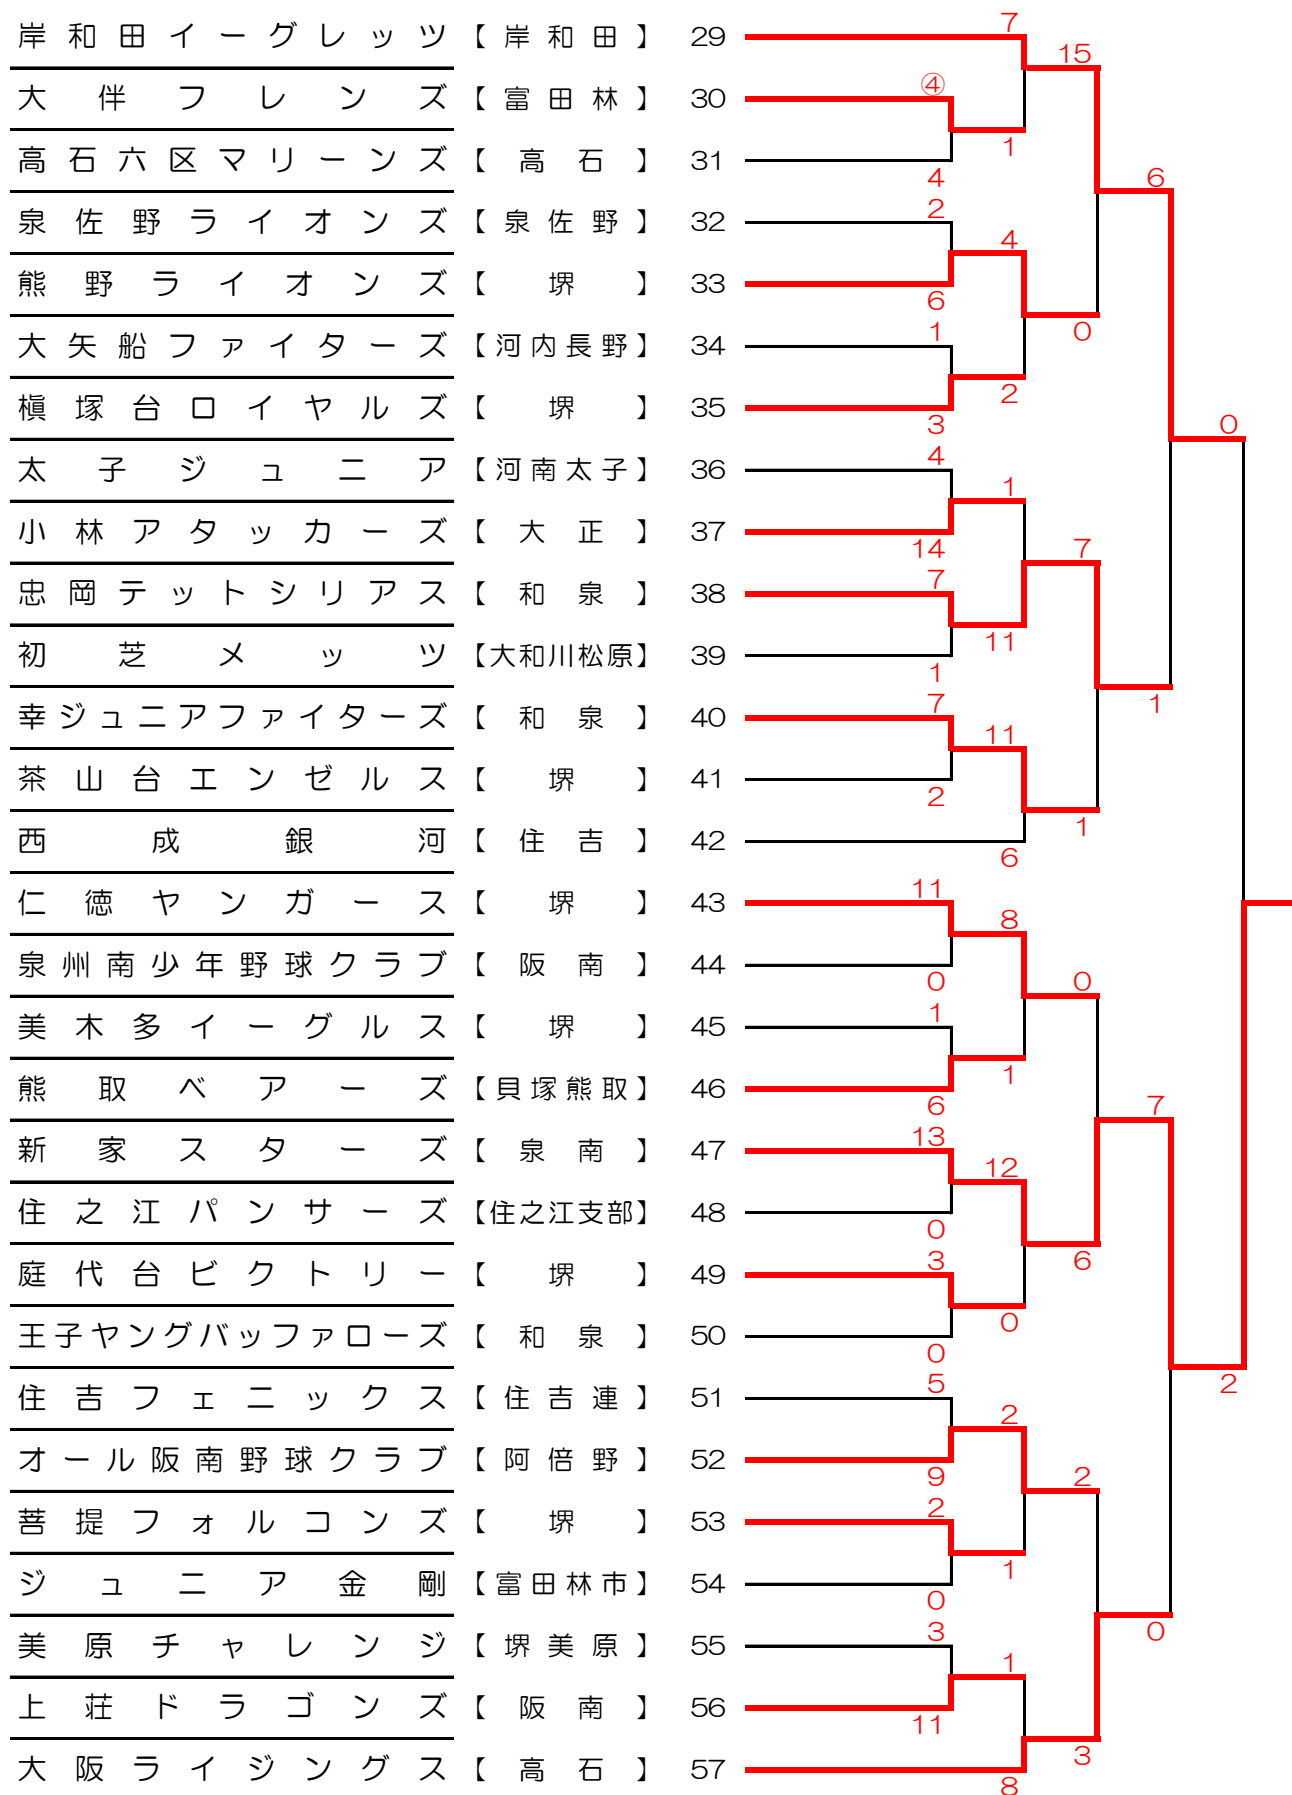 岸和田イーグレッツ【岸和田】 29 7
15
大伴フレンズ【富田林】 30 ④
1
高石六区マリーンズ【高石】 31 4
6
泉佐野ライオンズ【泉佐野】 32 2
4
熊野ライオンズ【堺】 33 6
0
大矢船ファイターズ【河内長野】 34 1
2
槇塚台ロイヤルズ【堺】 35 3
0
太子ジュニア【河南太子】 36 4
1
小林アタッカーズ【大正】 37 14
7
忠岡テットシリアス【和泉】 38 7
11
初芝メッツ【大和川松原】 39 1
1
幸ジュニアファイターズ【和泉】 40 7
11
茶山台エンゼルス【堺】 41 2
1
西成銀河【住吉】 42 6
仁徳ヤンガース【堺】 43 11
8
泉州南少年野球クラブ【阪南】 44 0
0
美木多イーグルス【堺】 45 1
1
熊取ベアーズ【貝塚熊取】 46 6
7
新家スターズ【泉南】 47 13
12
住之江パンサーズ【住之江支部】 48 0
6
庭代台ビクトリー【堺】 49 3
0
王子ヤングバッファローズ【和泉】 50 0
2
住吉フェニックス【住吉連】 51 5
2
オール阪南野球クラブ【阿倍野】 52 9
2
菩提フォルコンズ【堺】 53 2
1
ジュニア金剛【富田林市】 54 0
0
美原チャレンジ【堺美原】 55 3
1
上荘ドラゴンズ【阪南】 56 11
3
大阪ライジングス【高石】 57 8